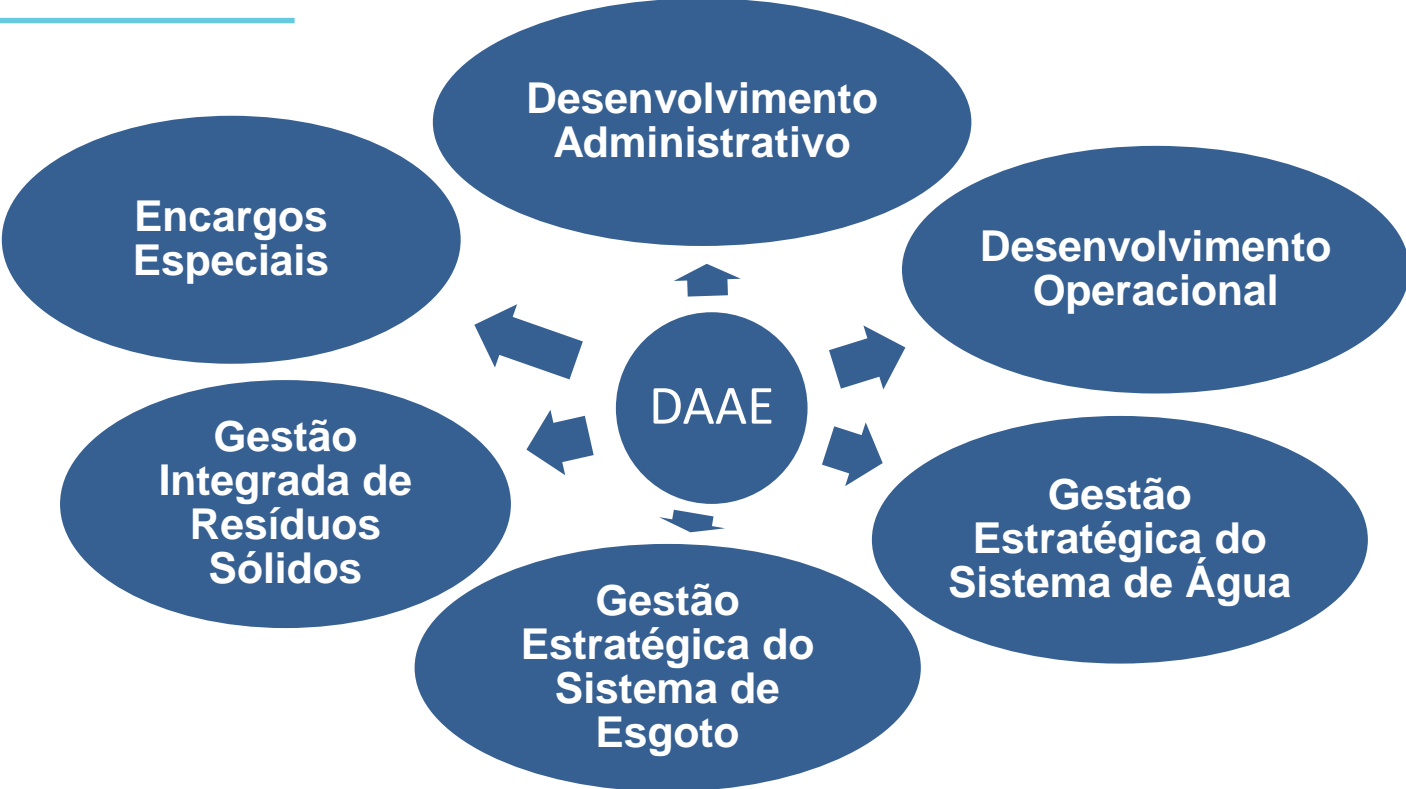 Desenvolvimento
Administrativo
Encargos
Especiais
Desenvolvimento
Operacional
DAAE
Gestão
Integrada de
Resíduos
Sólidos
Gestão
Estratégica do
Sistema de Água
Gestão
Estratégica do
Sistema de
Esgoto